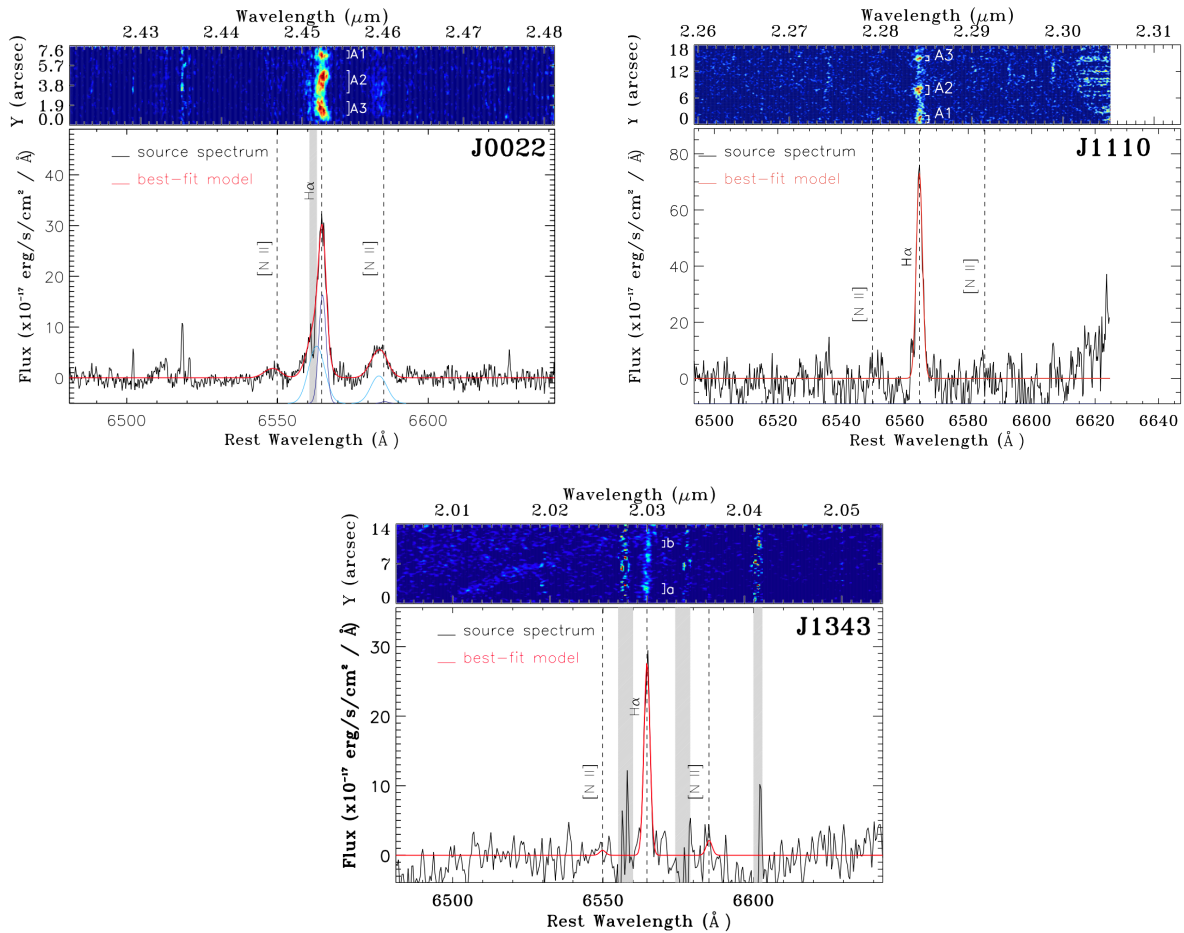 Wavelength (μm)
2.43 2.44 2.45 2.46 2.47 2.48
Y (arcsec)
7.6
5.7
3.8
1.9
0.0
A1
A2
A3
J0022
source spectrum
best-fit model
Hα
[N II]
[N II]
Flux (x10⁻¹⁷ erg/s/cm² / Å)
40
30
20
10
0
6500 6550 6600
Rest Wavelength (Å)
Wavelength (μm)
2.26 2.27 2.28 2.29 2.30 2.31
Y (arcsec)
18
12
6
0
A3
A2
A1
J1110
source spectrum
best-fit model
Hα
[N II]
[N II]
Flux (x10⁻¹⁷ erg/s/cm² / Å)
80
60
40
20
0
6500 6520 6540 6560 6580 6600 6620 6640
Rest Wavelength (Å)
Wavelength (μm)
2.01 2.02 2.03 2.04 2.05
Y (arcsec)
14
7
0
b
a
J1343
source spectrum
best-fit model
Hα
[N II]
[N II]
Flux (x10⁻¹⁷ erg/s/cm² / Å)
30
20
10
0
6500 6550 6600
Rest Wavelength (Å)